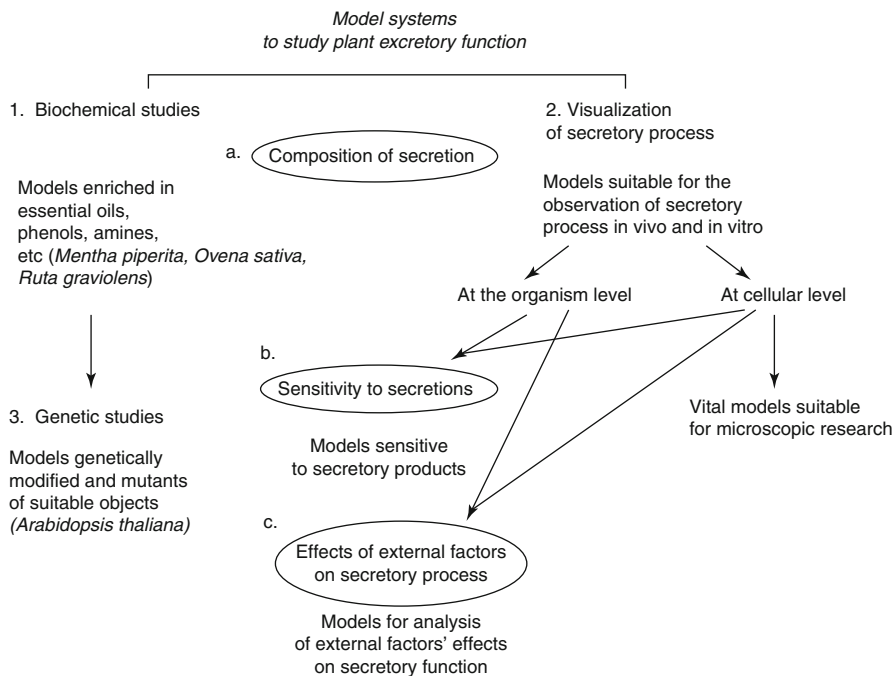 Model systems
to study plant excretory function
1. Biochemical studies
2. Visualization
of secretory process
a.
Composition of secretion
Models enriched in
essential oils,
phenols, amines,
etc (Mentha piperita, Ovena sativa,
Ruta graviolens)
Models suitable for the
observation of secretory
process in vivo and in vitro
At the organism level
At cellular level
b.
Sensitivity to secretions
Models sensitive
to secretory products
Vital models suitable
for microscopic research
3. Genetic studies
Models genetically
modified and mutants
of suitable objects
(Arabidopsis thaliana)
c.
Effects of external factors
on secretory process
Models for analysis
of external factors' effects
on secretory function